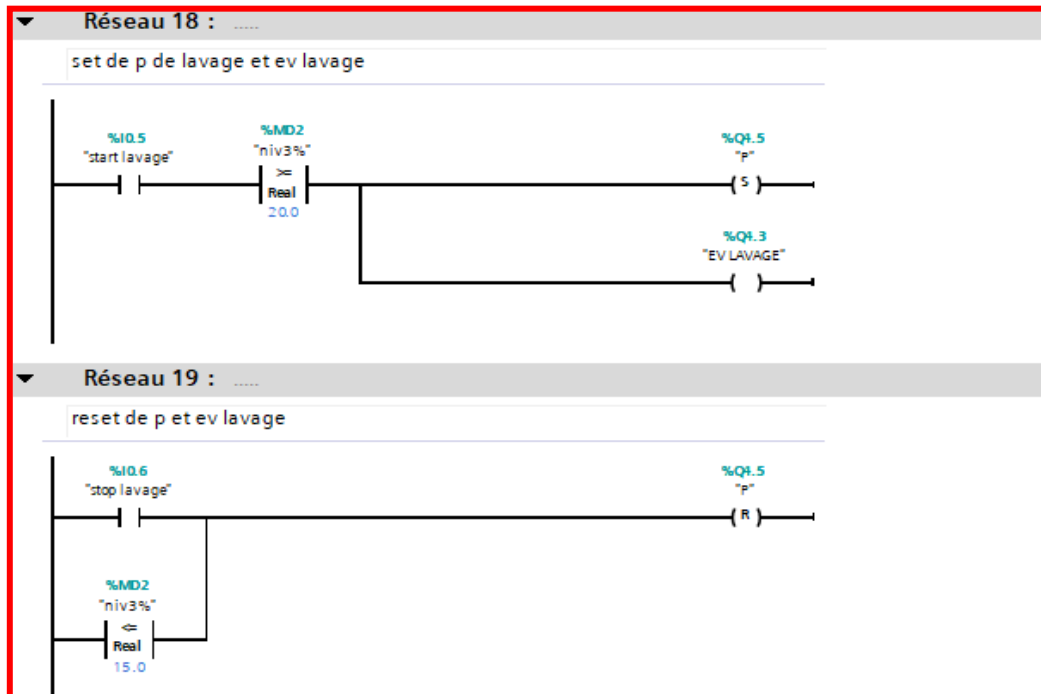 Réseau 18 : .....
set de p de lavage et ev lavage
%I0.5
"start lavage"
%MD2
"niv3%"
>=
Real
20.0
%Q4.5
"P"
S
%Q4.3
"EV LAVAGE"
Réseau 19 : .....
reset de p et ev lavage
%I0.6
"stop lavage"
%Q4.5
"P"
R
%MD2
"niv3%"
<=
Real
15.0